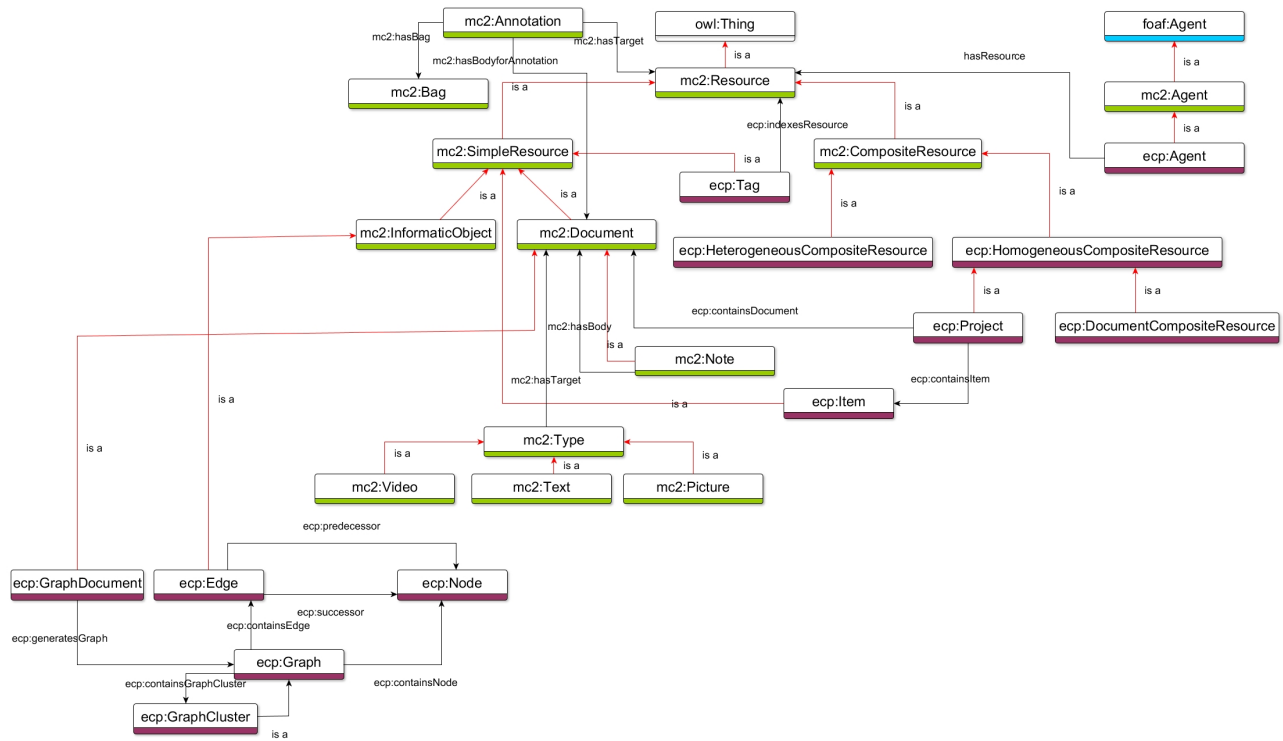 mc2:Annotation
owl:Thing
foaf:Agent
mc2:hasBag
mc2:hasTarget
mc2:hasBodyforAnnotation
is a
hasResource
is a
mc2:Bag
mc2:Resource
mc2:Agent
is a
is a
ecp:indexesResource
is a
mc2:SimpleResource
mc2:CompositeResource
ecp:Agent
is a
ecp:Tag
is a
is a
is a
is a
mc2:InformaticObject
mc2:Document
ecp:HeterogeneousCompositeResource
ecp:HomogeneousCompositeResource
is a
is a
ecp:containsDocument
mc2:hasBody
ecp:Project
ecp:DocumentCompositeResource
is a
mc2:Note
mc2:hasTarget
ecp:containsItem
is a
ecp:Item
is a
mc2:Type
is a
is a
is a
is a
mc2:Video
mc2:Text
mc2:Picture
ecp:predecessor
ecp:GraphDocument
ecp:Edge
ecp:Node
ecp:successor
ecp:containsEdge
ecp:generatesGraph
ecp:Graph
ecp:containsGraphCluster
ecp:containsNode
ecp:GraphCluster
is a